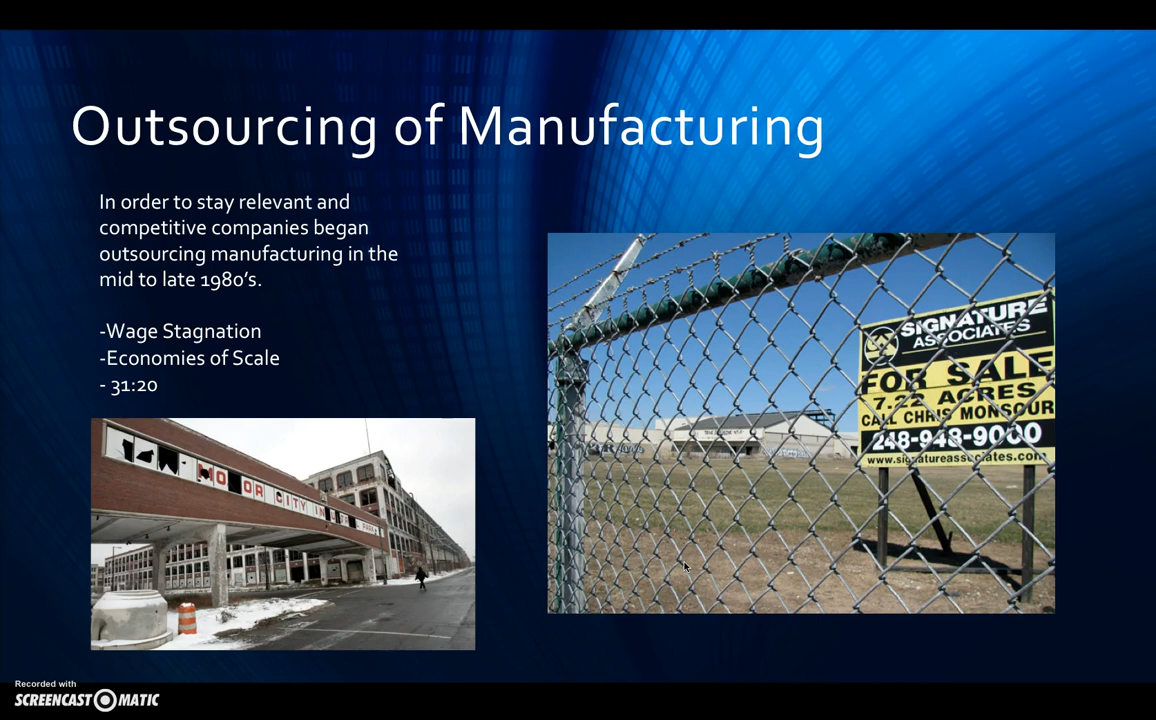 Outsourcing of Manufacturing
In order to stay relevant and
competitive companies began
outsourcing manufacturing in the
mid to late 1980's.
-Wage Stagnation
-Economies of Scale
- 31:20
SIGNATURE
ASSOCIATES
FOR SALE
7.22 ACRES
CALL CHRIS MONSOUR
248-948-9000
www.signatureassociates.com
CITY
Recorded with
SCREENCAST MATIC